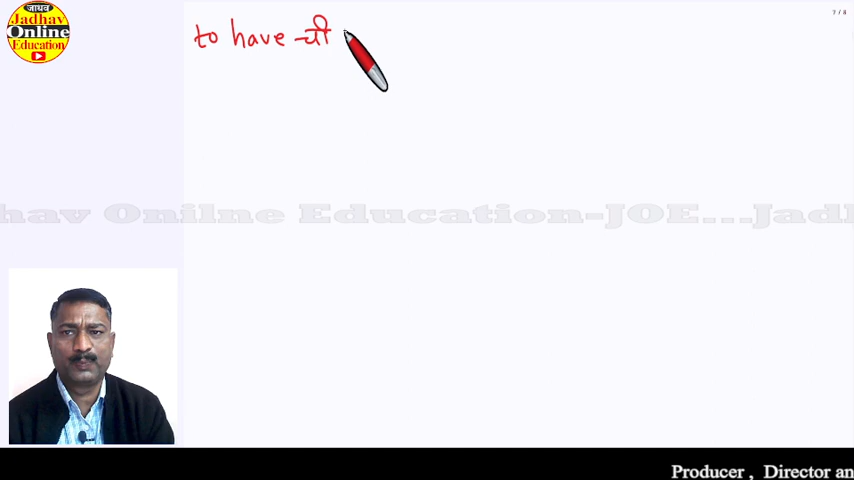 जाधव
Jadhav
Online
Education
7 / 8
to have ची
hav Onilne Education-JOE...Jadh
Producer , Director an